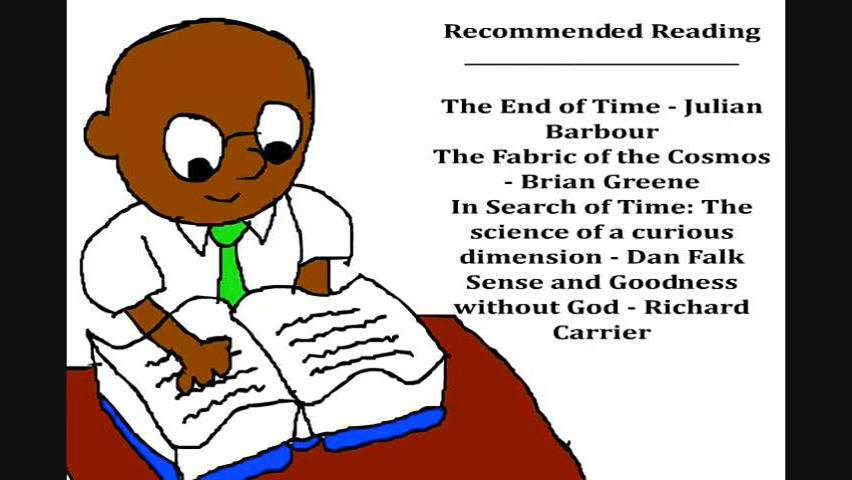 Recommended Reading
The End of Time - Julian
Barbour
The Fabric of the Cosmos
- Brian Greene
In Search of Time: The
science of a curious
dimension - Dan Falk
Sense and Goodness
without God - Richard
Carrier